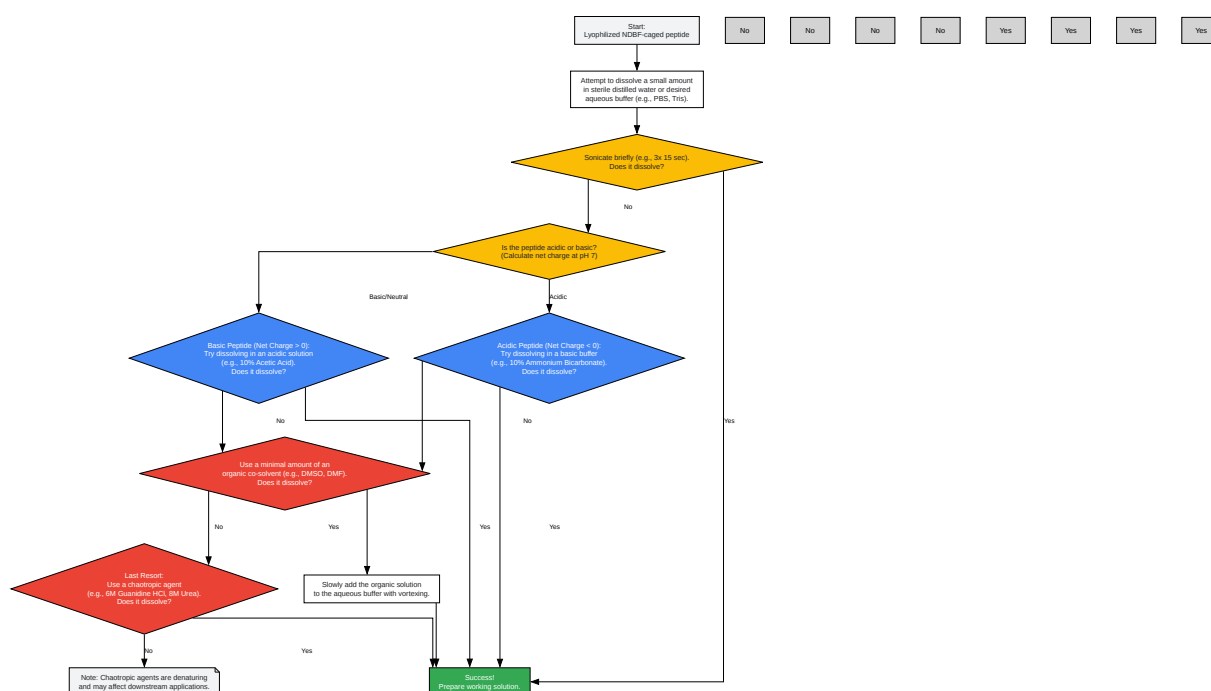 Start:
Lyophilized NDBF-caged peptide
No
No
No
No
Yes
Yes
Yes
Yes
Attempt to dissolve a small amount
in sterile distilled water or desired
aqueous buffer (e.g., PBS, Tris).
Sonicate briefly (e.g., 3x 15 sec).
Does it dissolve?
No
Is the peptide acidic or basic?
(Calculate net charge at pH 7)
Basic/Neutral
Acidic
Basic Peptide (Net Charge > 0):
Try dissolving in an acidic solution
(e.g., 10% Acetic Acid).
Does it dissolve?
Acidic Peptide (Net Charge < 0):
Try dissolving in a basic buffer
(e.g., 10% Ammonium Bicarbonate).
Does it dissolve?
No
No
Yes
Use a minimal amount of an
organic co-solvent (e.g., DMSO, DMF).
Does it dissolve?
No
Yes
Yes
Yes
Last Resort:
Use a chaotropic agent
(e.g., 6M Guanidine HCl, 8M Urea).
Does it dissolve?
Slowly add the organic solution
to the aqueous buffer with vortexing.
No
Yes
Note: Chaotropic agents are denaturing
and may affect downstream applications.
Success!
Prepare working solution.